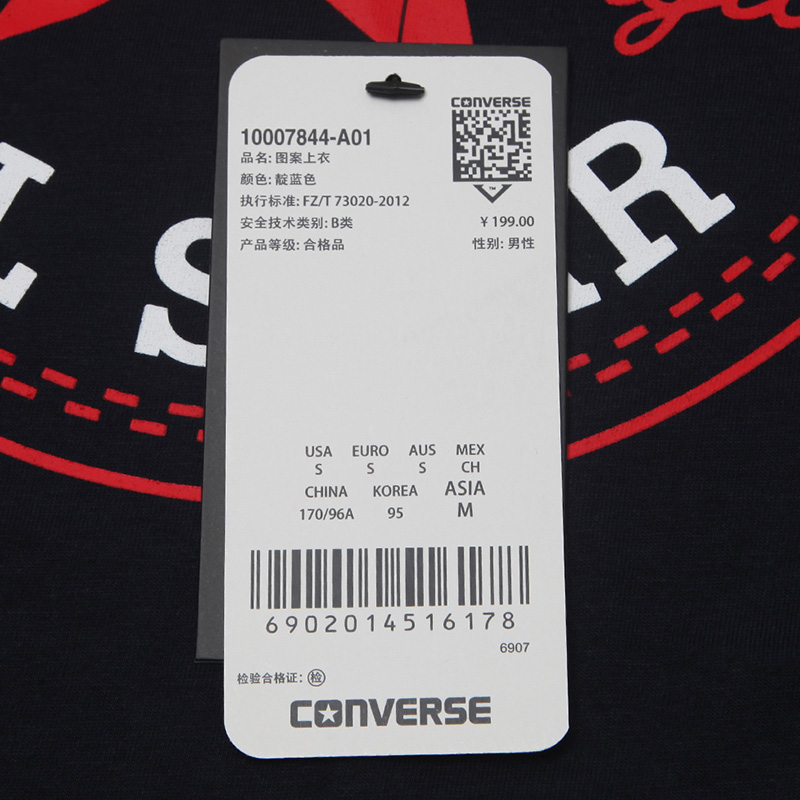 CONVERSE
10007844-A01
品名: 图案上衣
颜色: 靛蓝色
执行标准: FZ/T 73020-2012
安全技术类别: B类
¥ 199.00
产品等级: 合格品
性别: 男性
L S AR
USA EURO AUS MEX
S S S CH
CHINA KOREA ASIA
170/96A 95 M
6902014516178
6907
检验合格证: 检
CONVERSE